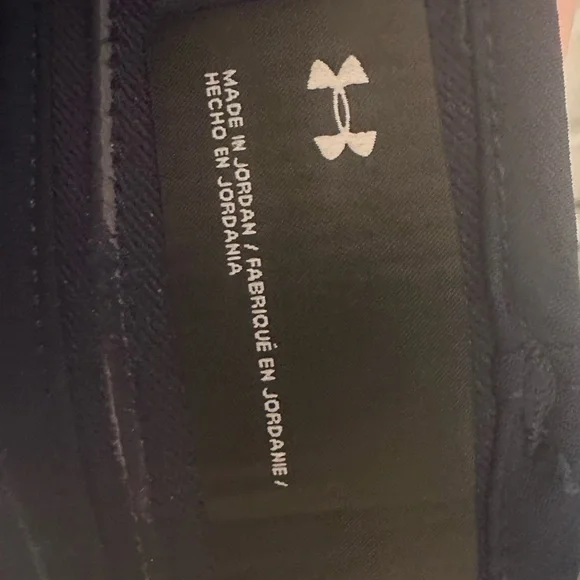 MADE IN JORDAN / FABRIQUÉ EN JORDANIE /
HECHO EN JORDANIA